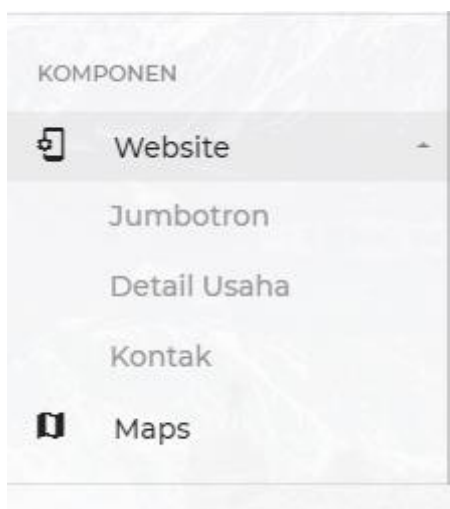 KOMPONEN
Website
Jumbotron
Detail Usaha
Kontak
Maps